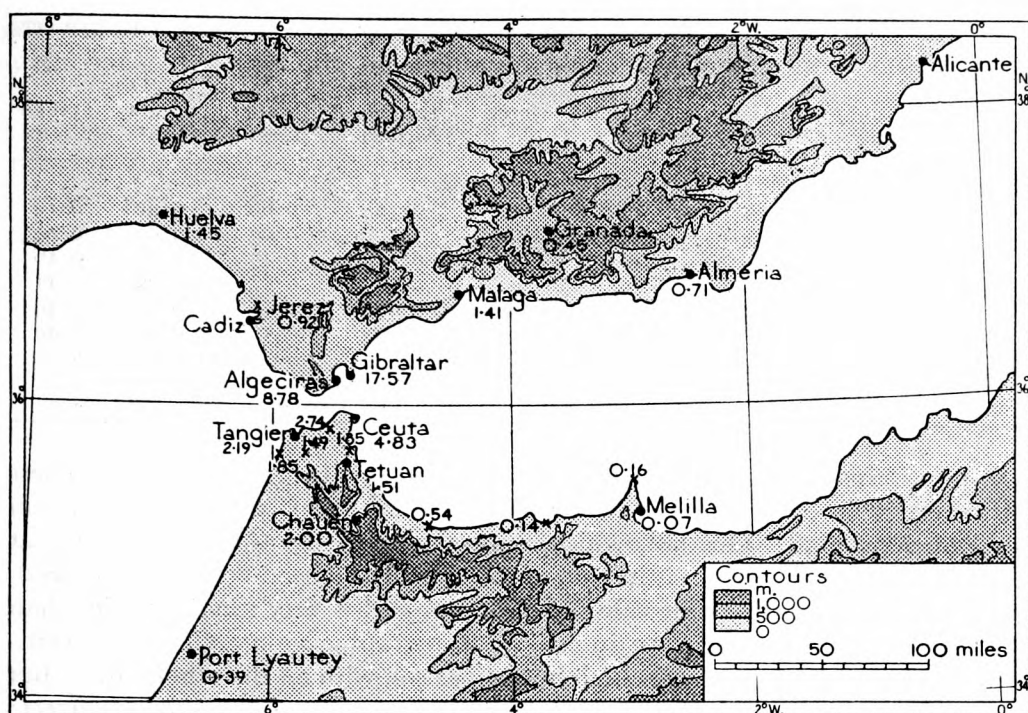 8° 6° 4° 2°W. 0°
N.
38°
N.
38°
Alicante
Huelva
1·45
Granada
0·45
Almeria
0·71
Malaga
1·41
Jerez
0·92
Cadiz
Gibraltar
17·57
Algeciras
8·78
36°
36°
Tangier
2·19
2·74
1·49
1·65
1·85
Ceuta
4·83
Tetuan
1·51
Chauen
2·00
0·54
0·14
0·16
Melilla
0·07
Port Lyautey
0·39
Contours
m.
1,000
500
0
0 50 100 miles
34°
34°
6° 4° 2°W. 0°